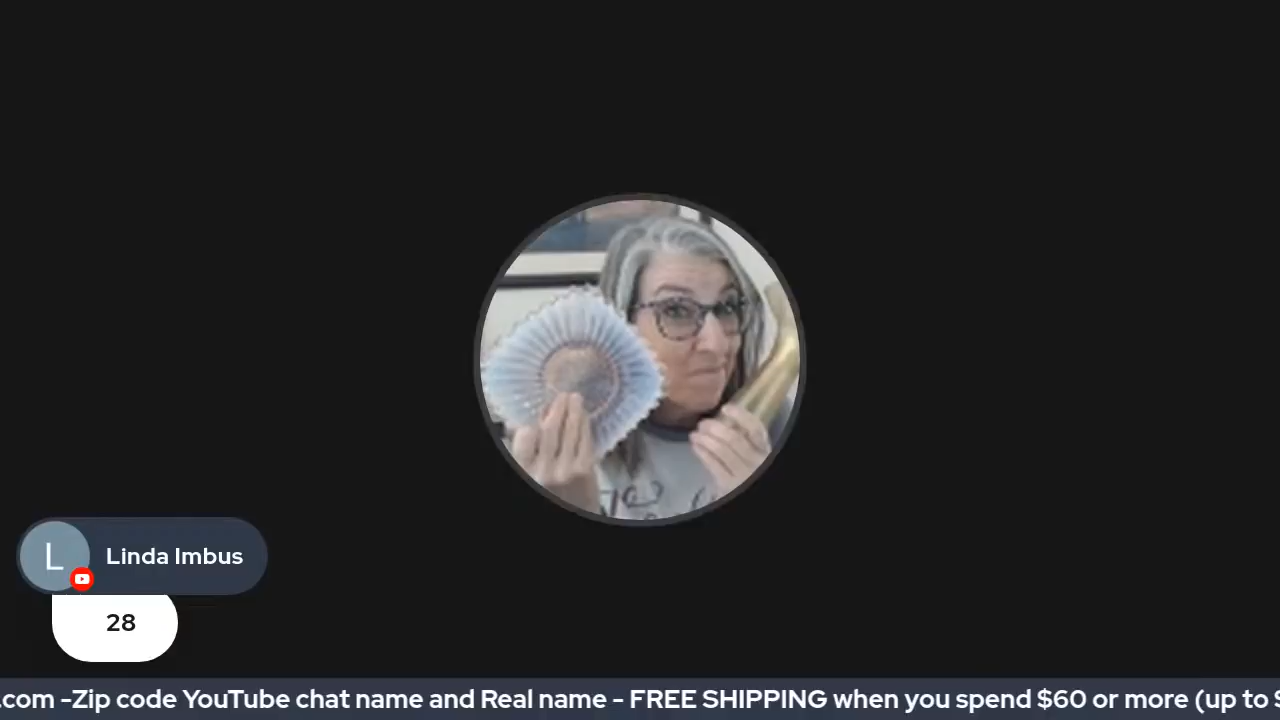 L
Linda Imbus
28
.com -Zip code YouTube chat name and Real name - FREE SHIPPING when you spend $60 or more (up to $